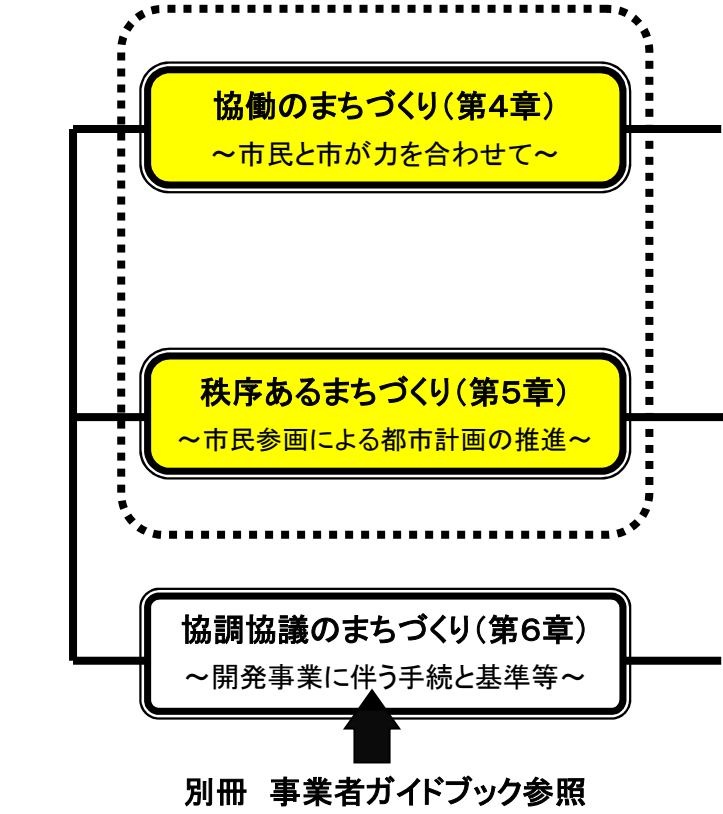 協働のまちづくり(第4章)
～市民と市が力を合わせて～
秩序あるまちづくり(第5章)
～市民参画による都市計画の推進～
協調協議のまちづくり(第6章)
～開発事業に伴う手続と基準等～
別冊　事業者ガイドブック参照